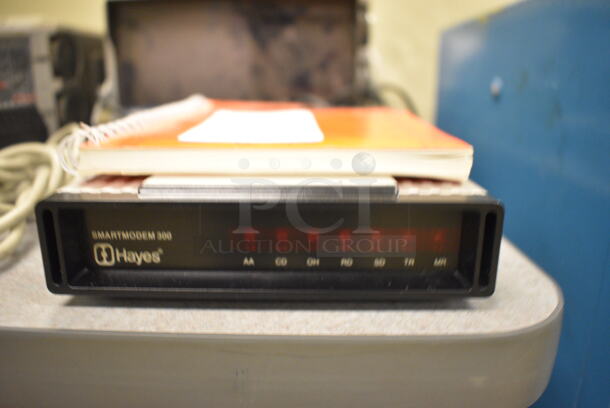 PCI
AUCTION GROUP
SMARTMODEM 300
Hayes®
AA CD OH RD SD TR MR